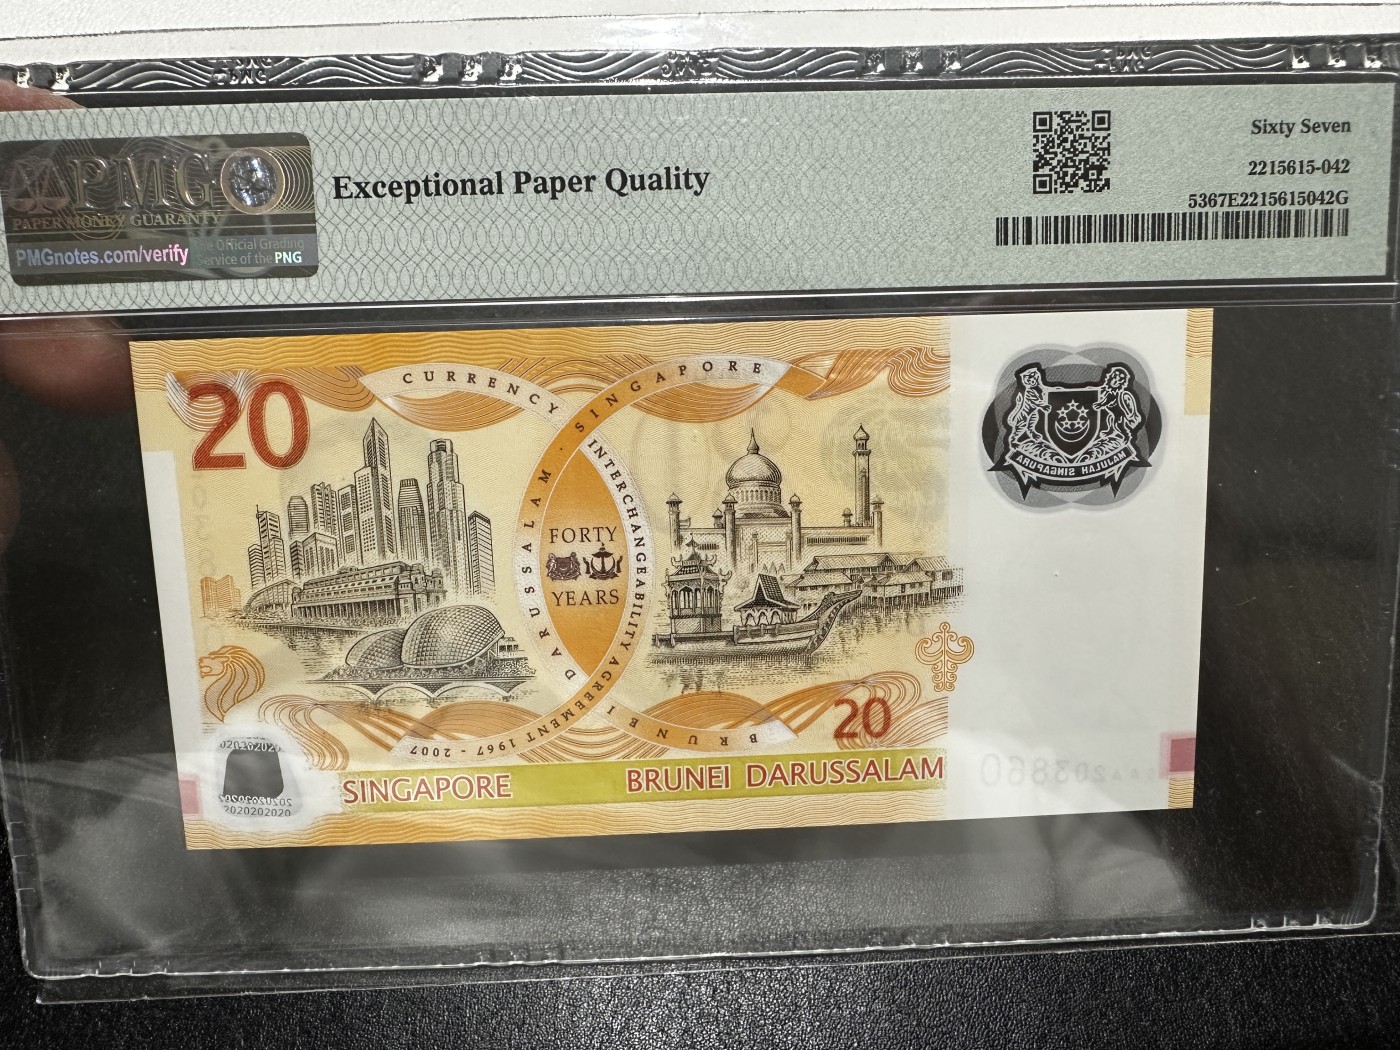 PMG
PAPER MONEY GUARANTY
PMGnotes.com/verify
The Official Grading
Service of the PNG
Exceptional Paper Quality
Sixty Seven
2215615-042
5367E2215615042G
20
CURRENCY
INTERCHANGEABILITY AGREEMENT 1967 - 2007
BRUNEI DARUSSALAM · SINGAPORE
FORTY
YEARS
MAJULAH SINGAPURA
20
SINGAPORE
BRUNEI DARUSSALAM
2020202020
203860